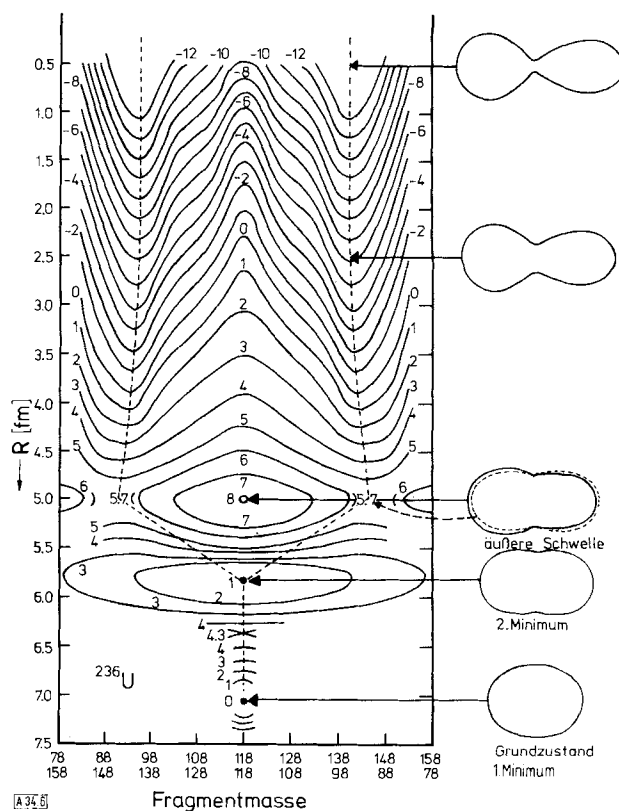 -12 -10 -10 -12
0.5
-8 -8 -8
1.0
-6 -6 -6
1.5
-4 -4 -4
2.0
-2 -2 -2
0
2.5
0 1 0
3.0
1 2 1
3.5
2 3 2
3 3
4.0
4 4 4
4.5
5 5 5
6
R [fm]
7
5.0
6 5.7 8 5.7 6
7
5
äußere Schwelle
5.5
4
3 1 3
6.0
3 2
2.Minimum
4
4.3
6.5
4
3
2
236U
1
7.0
0
7.5
Grundzustand
1.Minimum
78 88 98 108 118 128 138 148 158
158 148 138 128 118 108 98 88 78
A 34.6
Fragmentmasse